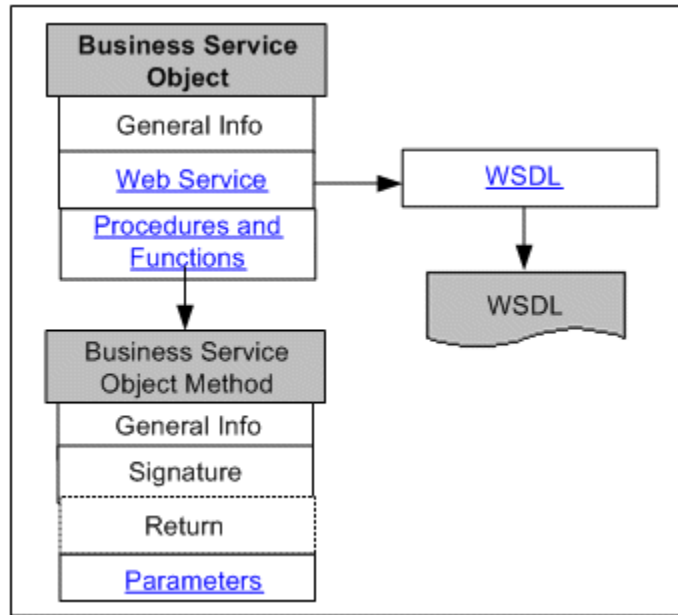 Business Service
Object
General Info
Web Service
Procedures and
Functions
WSDL
WSDL
Business Service
Object Method
General Info
Signature
Return
Parameters